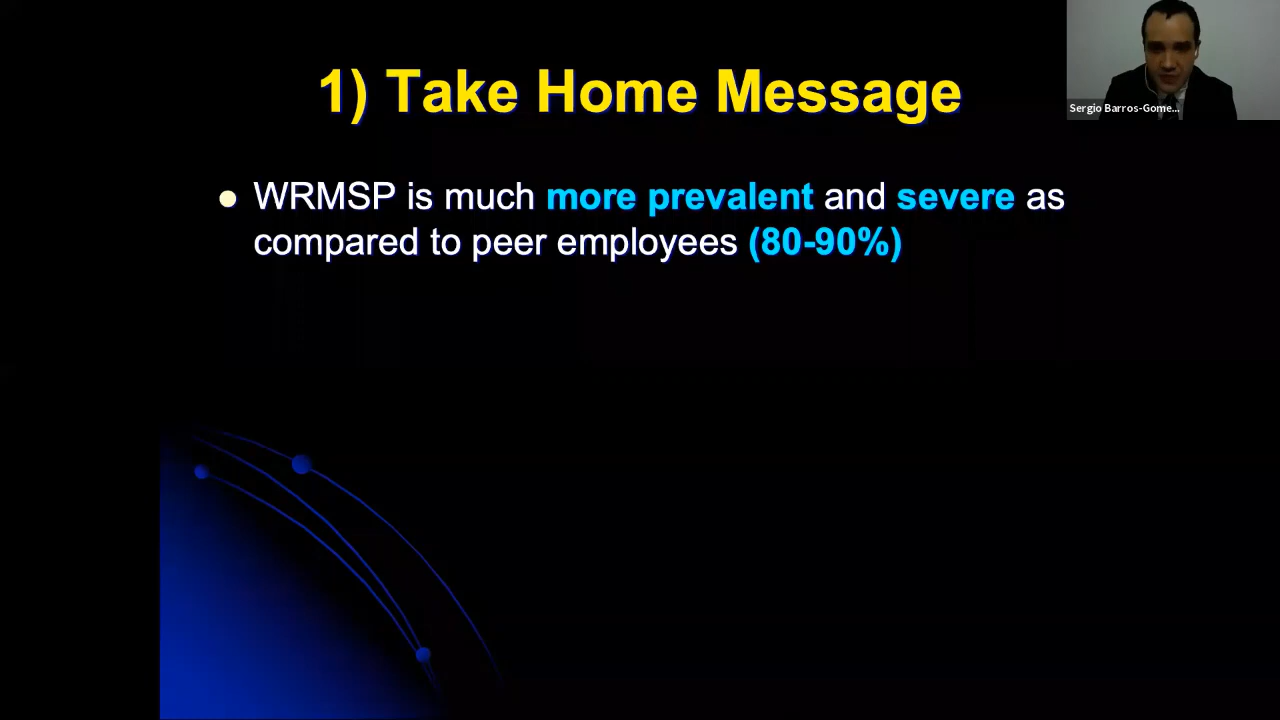 1) Take Home Message
Sergio Barros-Gome...
● WRMSP is much more prevalent and severe as
compared to peer employees (80-90%)